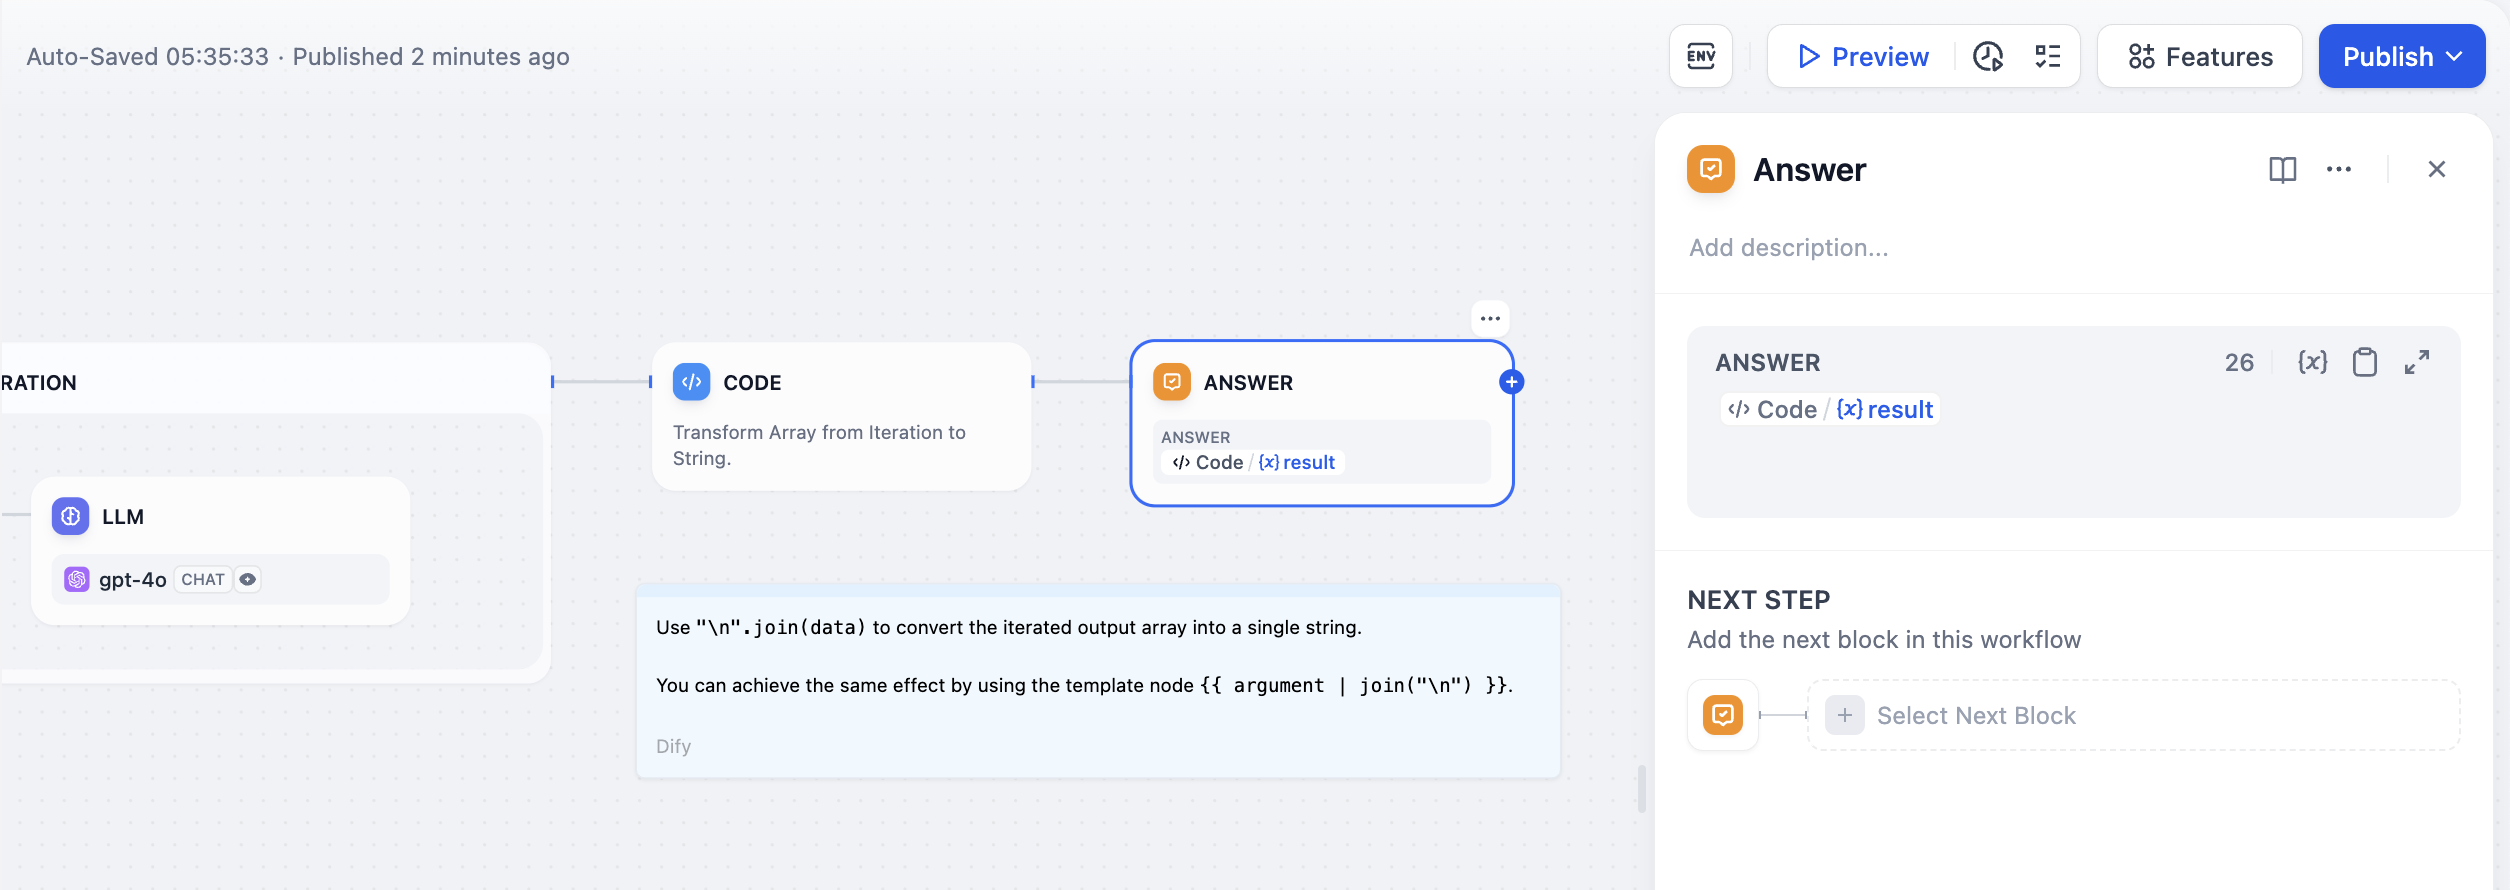 Auto-Saved 05:35:33 · Published 2 minutes ago
ENV
Preview
Features
Publish
RATION
LLM
gpt-4o CHAT
CODE
Transform Array from Iteration to
String.
ANSWER
ANSWER
Code / {x} result
Use "\n".join(data) to convert the iterated output array into a single string.
You can achieve the same effect by using the template node {{ argument | join("\n") }}.
Dify
Answer
Add description...
ANSWER 26 {x}
Code / {x} result
NEXT STEP
Add the next block in this workflow
Select Next Block